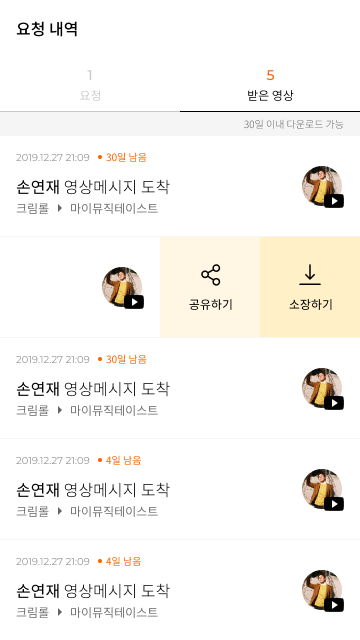 요청 내역
1
요청
5
받은 영상
30일 이내 다운로드 가능
2019.12.27 21:09 • 30일 남음
손연재 영상메시지 도착
크림롤 ▶ 마이뮤직테이스트
공유하기
소장하기
2019.12.27 21:09 • 30일 남음
손연재 영상메시지 도착
크림롤 ▶ 마이뮤직테이스트
2019.12.27 21:09 • 4일 남음
손연재 영상메시지 도착
크림롤 ▶ 마이뮤직테이스트
2019.12.27 21:09 • 4일 남음
손연재 영상메시지 도착
크림롤 ▶ 마이뮤직테이스트